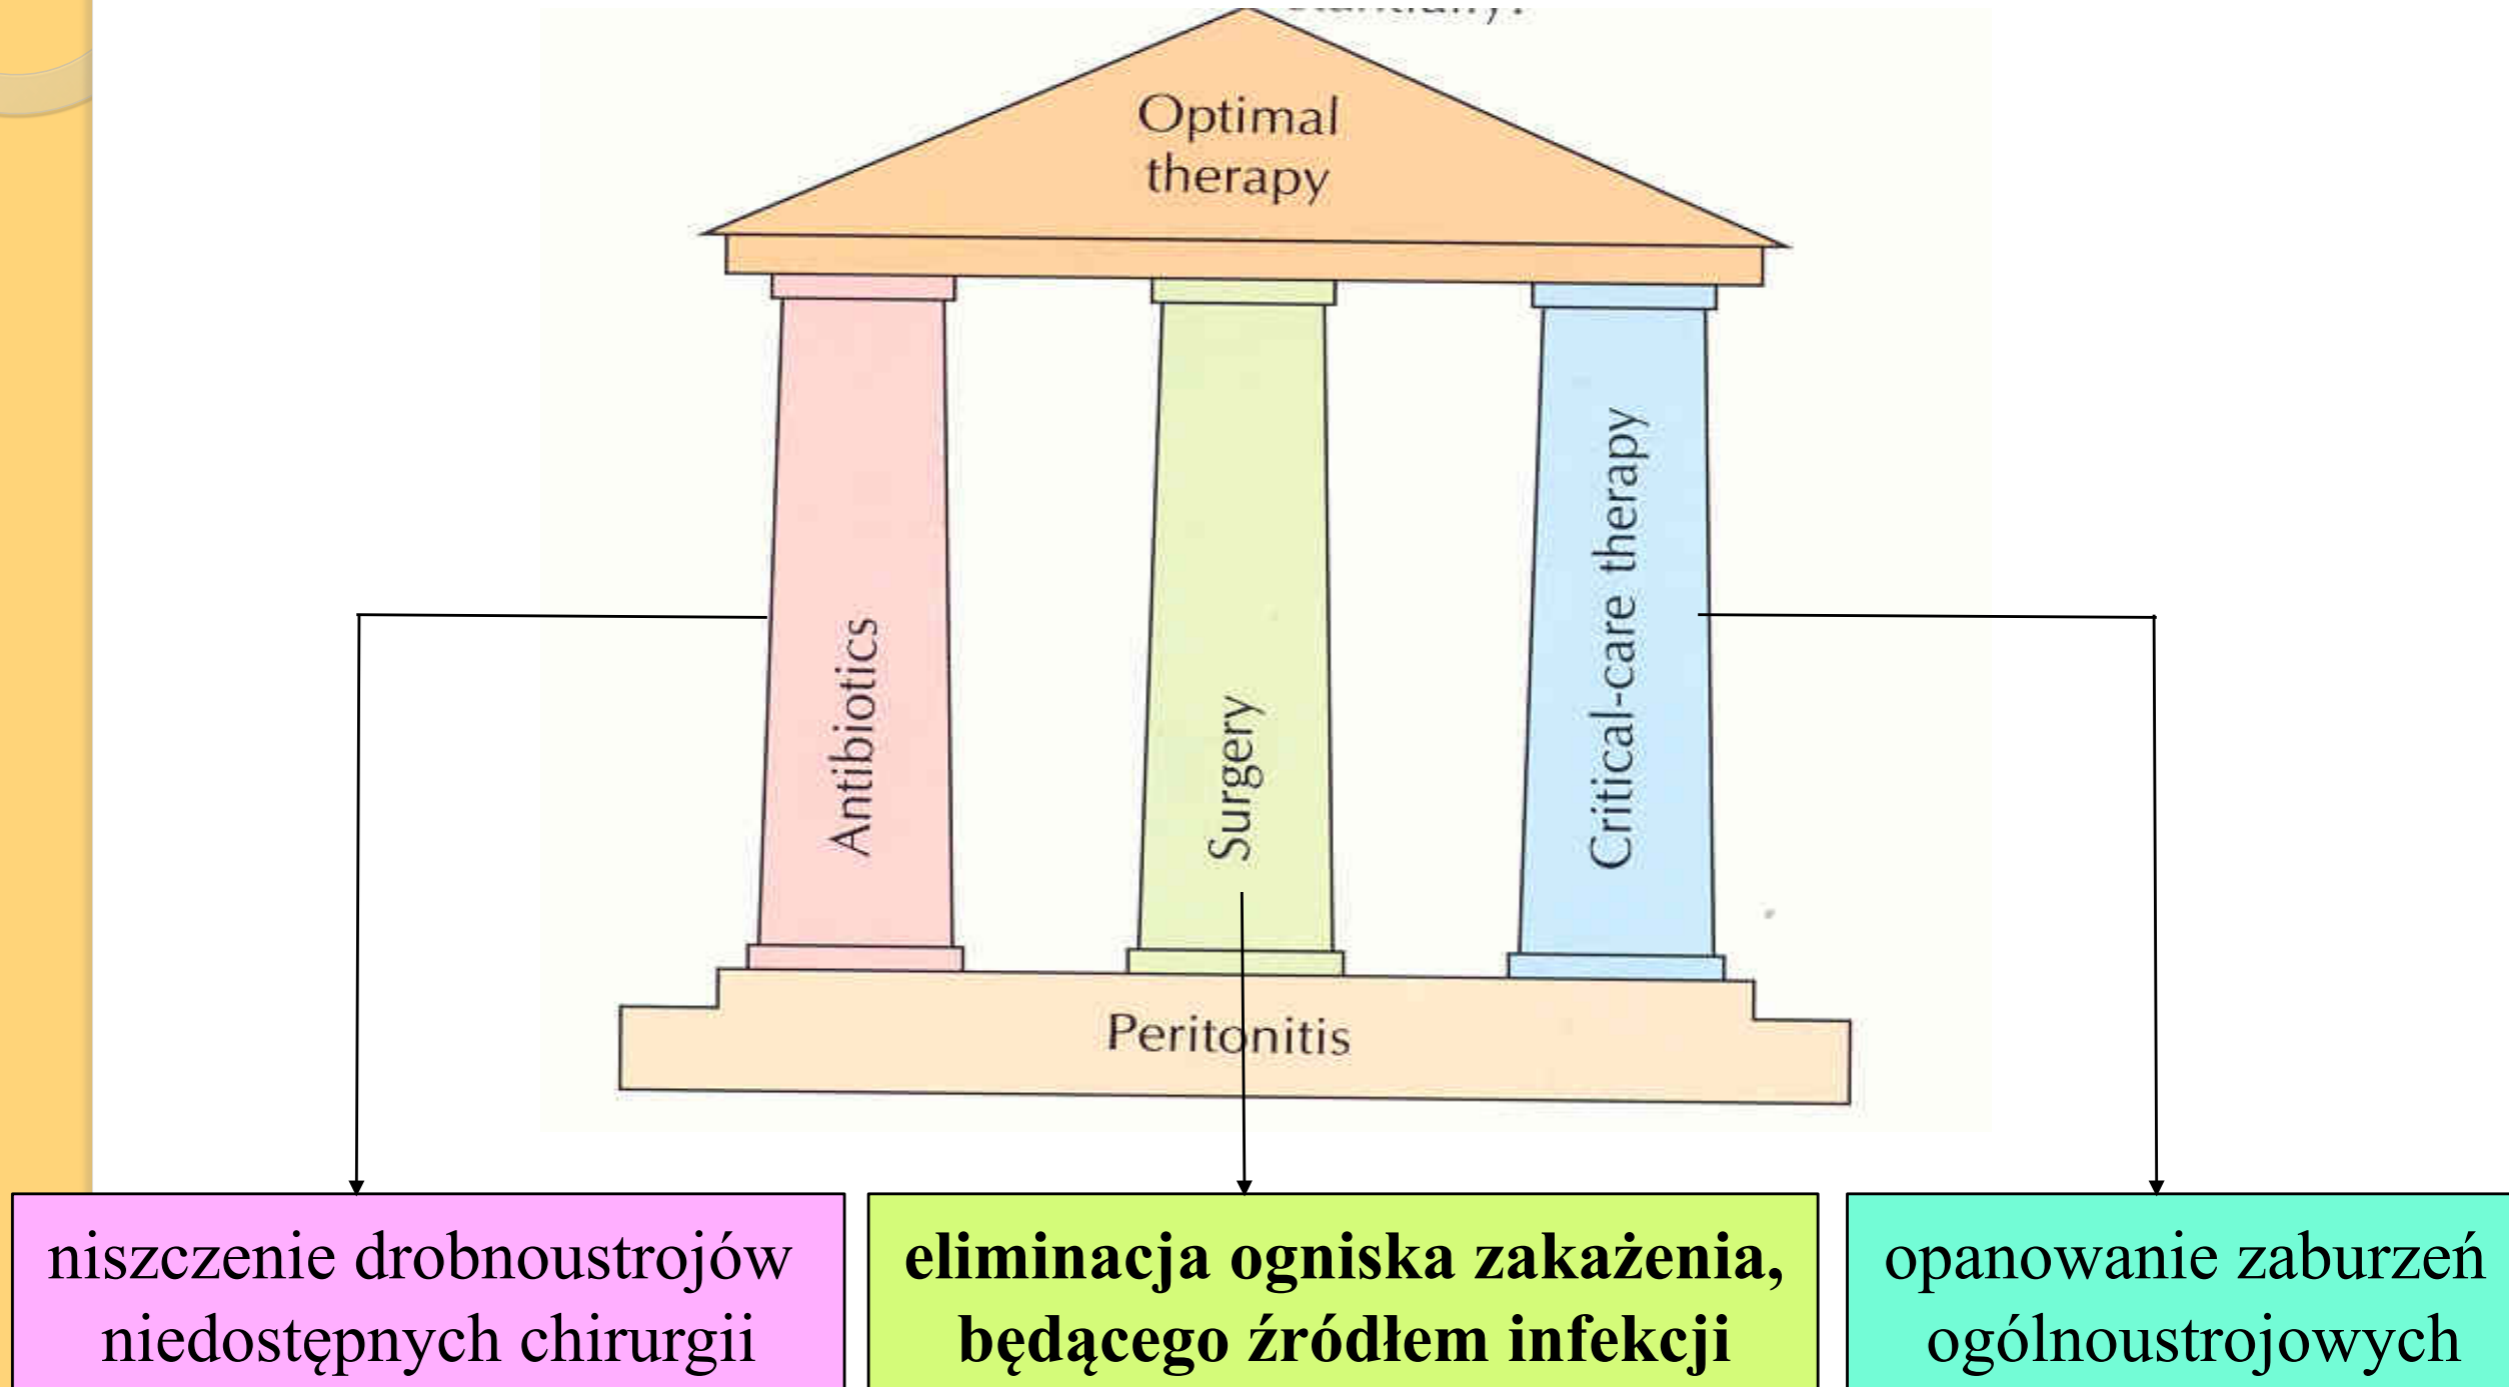 Optimal
therapy
Antibiotics
Surgery
Critical-care therapy
Peritonitis
niszczenie drobnoustrojów
niedostępnych chirurgii
eliminacja ogniska zakażenia,
będącego źródłem infekcji
opanowanie zaburzeń
ogólnoustrojowych